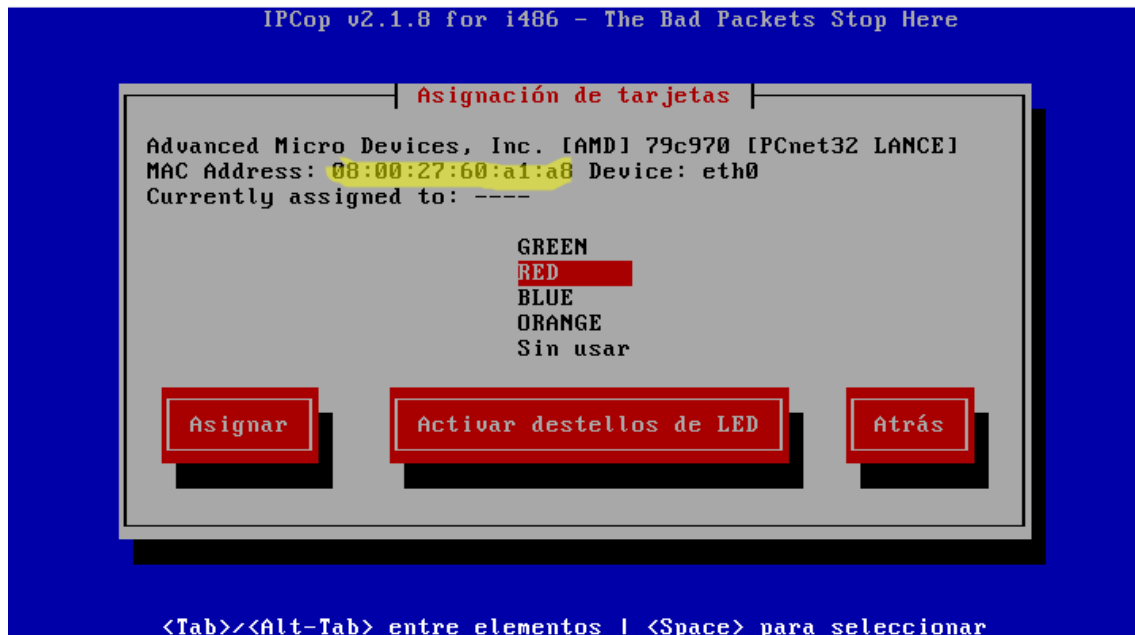 IPCop v2.1.8 for i486 - The Bad Packets Stop Here
Asignación de tarjetas
Advanced Micro Devices, Inc. [AMD] 79c970 [PCnet32 LANCE]
MAC Address: 08:00:27:60:a1:a8 Device: eth0
Currently assigned to: ----
GREEN
RED
BLUE
ORANGE
Sin usar
Asignar Activar destellos de LED Atrás
<Tab>/<Alt-Tab> entre elementos | <Space> para seleccionar